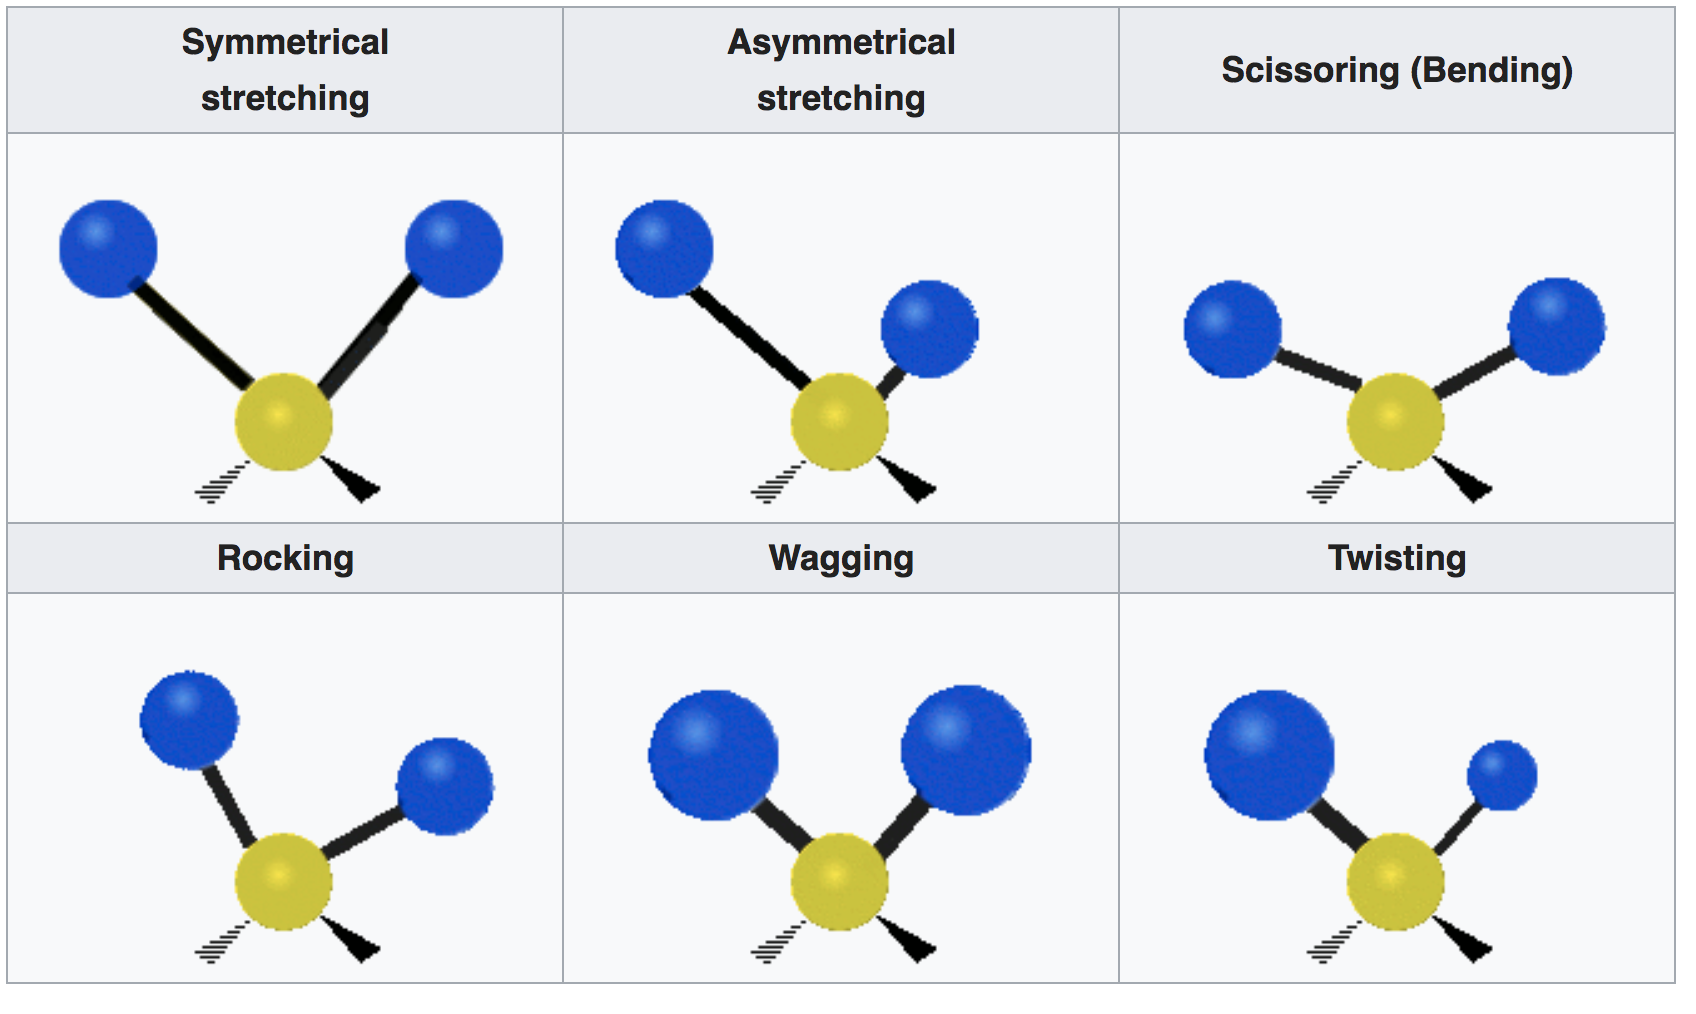 Symmetrical
stretching
Asymmetrical
stretching
Scissoring (Bending)
Rocking
Wagging
Twisting